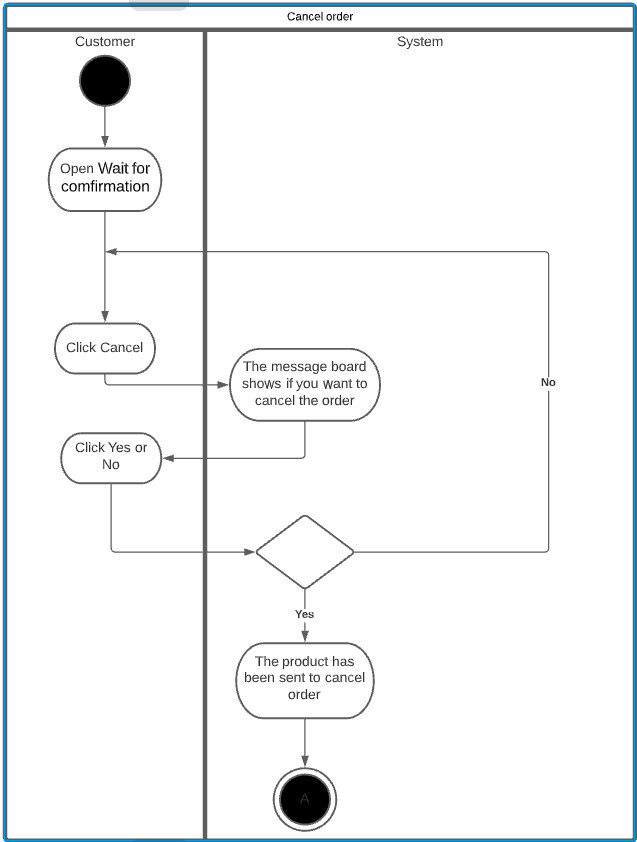 Cancel order
Customer
System
Open Wait for
comfirmation
Click Cancel
The message board
shows if you want to
cancel the order
No
Click Yes or
No
Yes
The product has
been sent to cancel
order
A